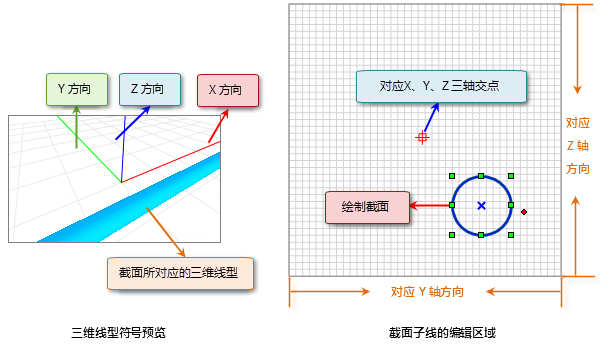 Y 方向
Z 方向
X 方向
截面所对应的三维线型
三维线型符号预览
对应X、Y、Z 三轴交点
绘制截面
对应
Z 轴
方向
对应 Y 轴方向
截面子线的编辑区域